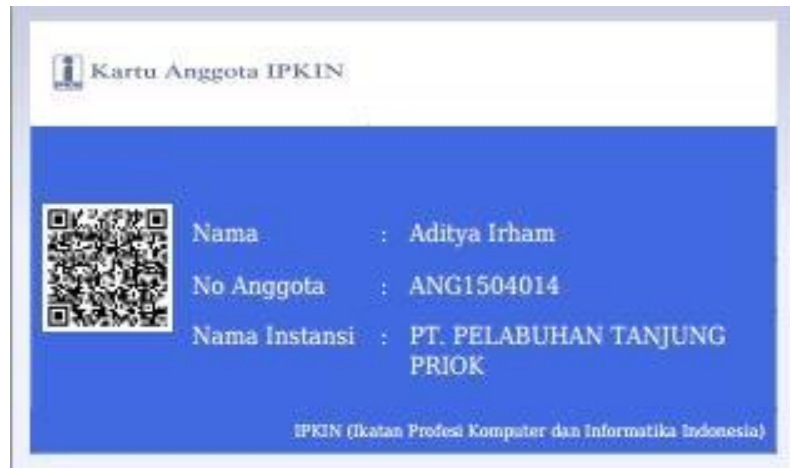 Kartu Anggota IPKIN
Nama : Aditya Irham
No Anggota : ANG1504014
Nama Instansi : PT. PELABUHAN TANJUNG
PRIOK
IPKIN (Ikatan Profesi Komputer dan Informatika Indonesia)